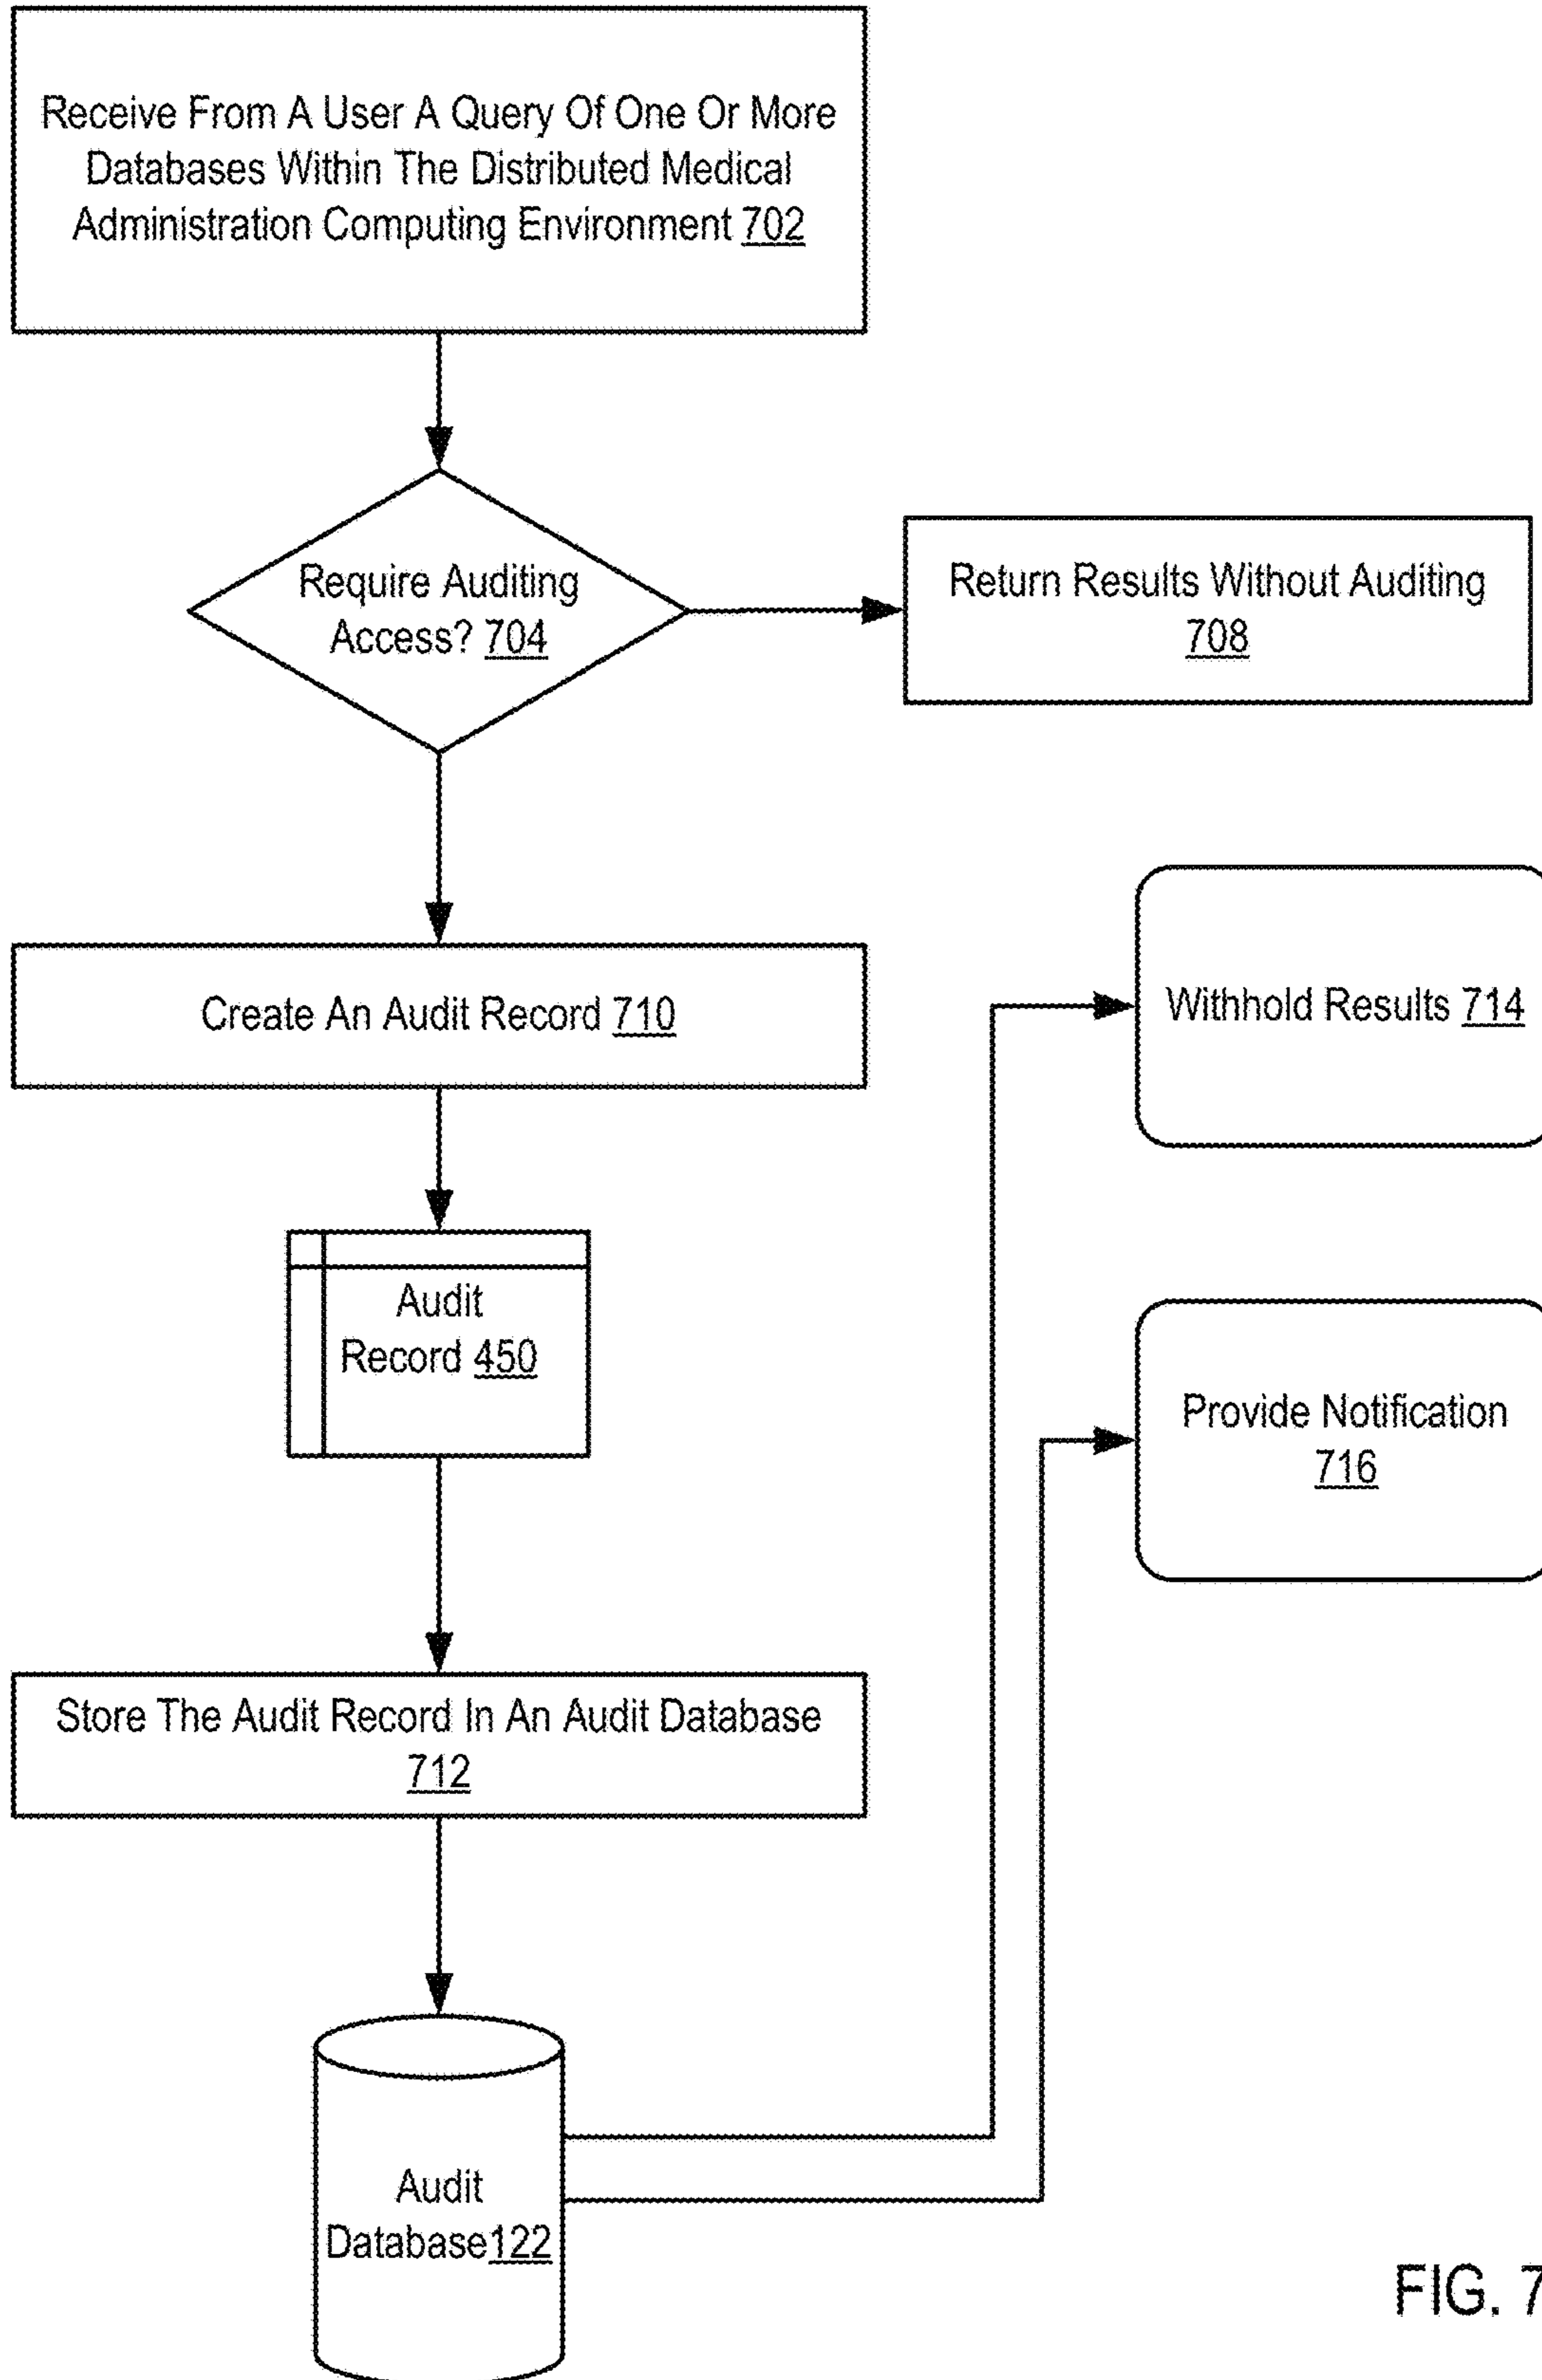 Receive From A User A Query Of One Or More
Databases Within The Distributed Medical
Administration Computing Environment 702
Require Auditing
Access? 704
Return Results Without Auditing
708
Create An Audit Record 710
Withhold Results 714
Audit
Record 450
Provide Notification
716
Store The Audit Record In An Audit Database
712
Audit
Database122
FIG. 7